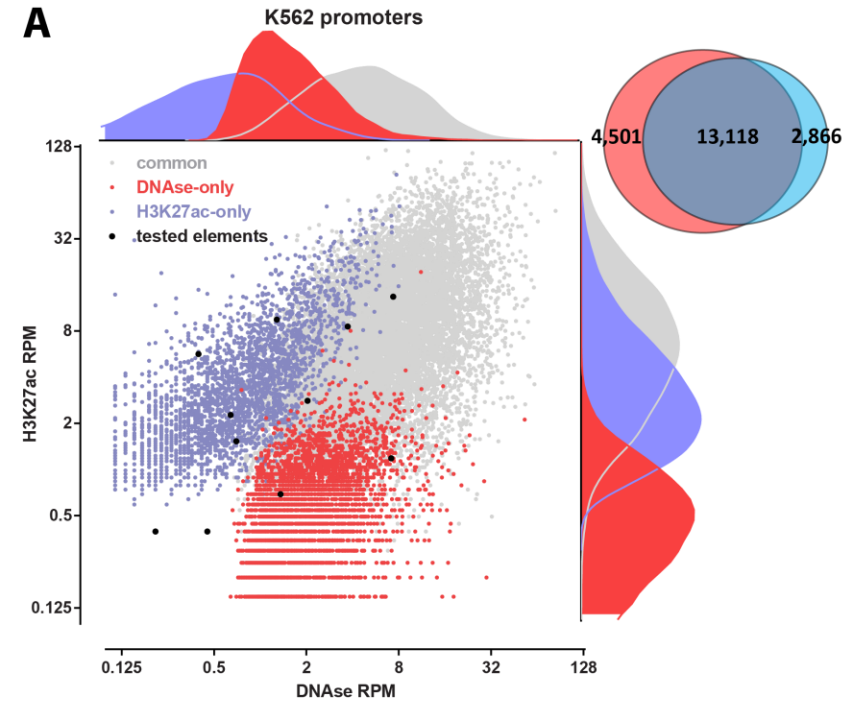 A
K562 promoters
4,501 13,118 2,866
128
32
8
2
0.5
0.125
H3K27ac RPM
common
DNAse-only
H3K27ac-only
tested elements
0.125 0.5 2 8 32 128
DNAse RPM